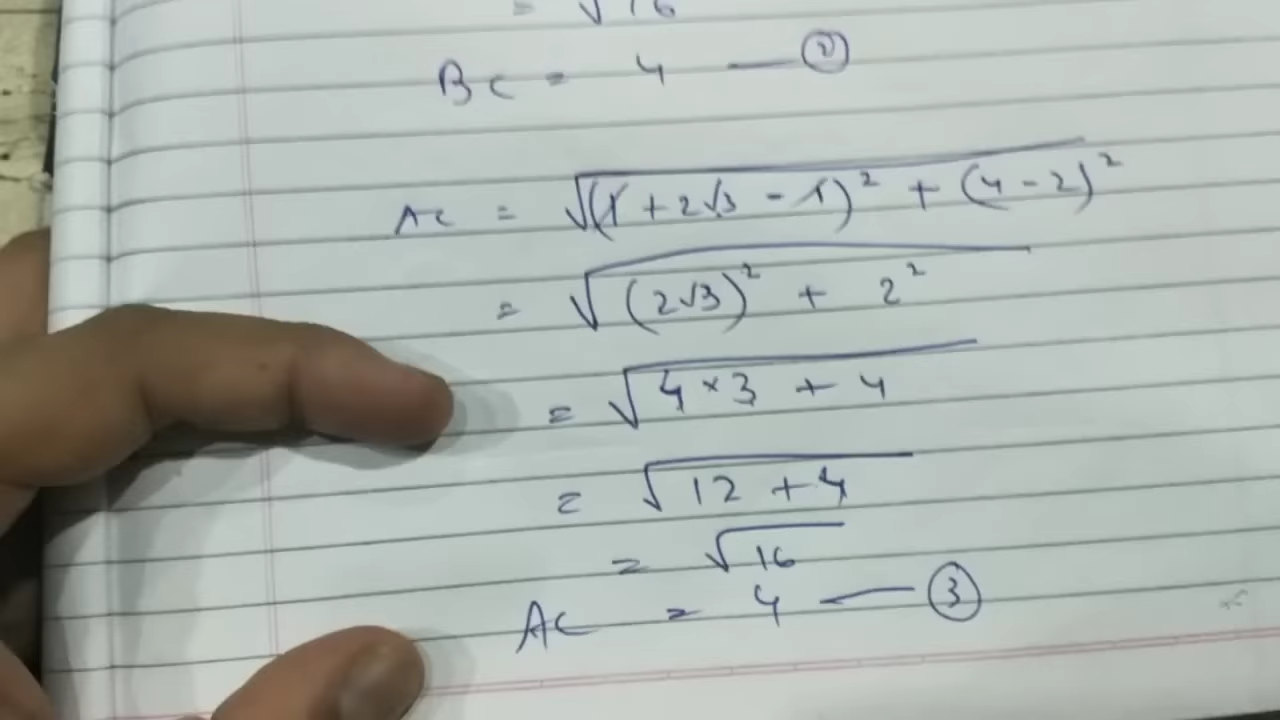 = √16
BC = 4 — ②
AC = √(1 + 2√3 - 1)² + (4 - 2)²
= √(2√3)² + 2²
= √4 × 3 + 4
= √12 + 4
= √16
AC = 4 — ③